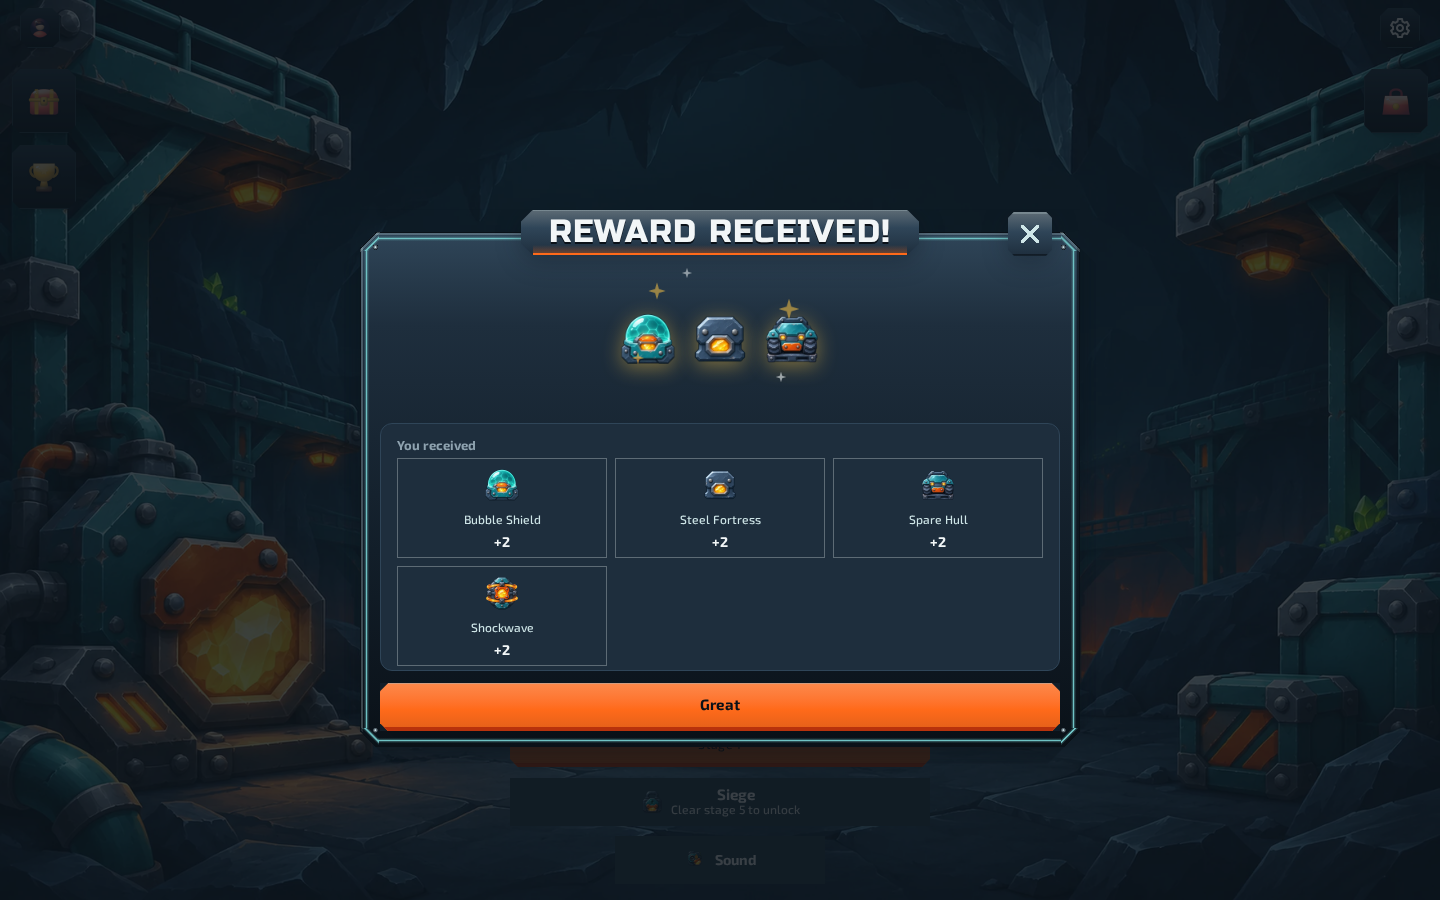 REWARD RECEIVED!
You received
Bubble Shield
+2
Steel Fortress
+2
Spare Hull
+2
Shockwave
+2
Great
Siege
Clear stage 5 to unlock
Sound